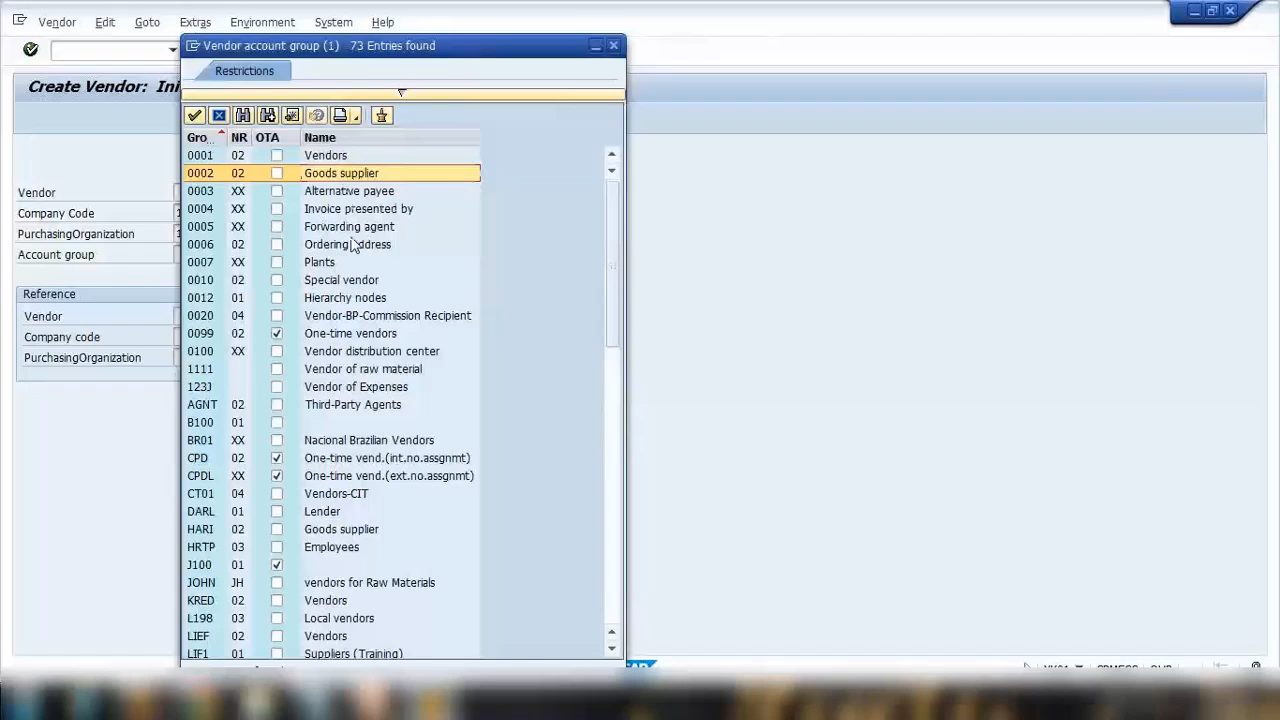 Vendor Edit Goto Extras Environment System Help
Vendor account group (1) 73 Entries found
Restrictions
Create Vendor: Ini
Gro.. NR OTA Name
0001 02 Vendors
0002 02 Goods supplier
0003 XX Alternative payee
Vendor
0004 XX Invoice presented by
Company Code 1
0005 XX Forwarding agent
PurchasingOrganization 1
0006 02 Ordering address
Account group
0007 XX Plants
0010 02 Special vendor
Reference
0012 01 Hierarchy nodes
Vendor
0020 04 Vendor-BP-Commission Recipient
Company code
0099 02 One-time vendors
PurchasingOrganization
0100 XX Vendor distribution center
1111 Vendor of raw material
123J Vendor of Expenses
AGNT 02 Third-Party Agents
B100 01
BR01 XX Nacional Brazilian Vendors
CPD 02 One-time vend.(int.no.assgnmt)
CPDL XX One-time vend.(ext.no.assgnmt)
CT01 04 Vendors-CIT
DARL 01 Lender
HARI 02 Goods supplier
HRTP 03 Employees
J100 01
JOHN JH vendors for Raw Materials
KRED 02 Vendors
L198 03 Local vendors
LIEF 02 Vendors
LIF1 01 Suppliers (Training)